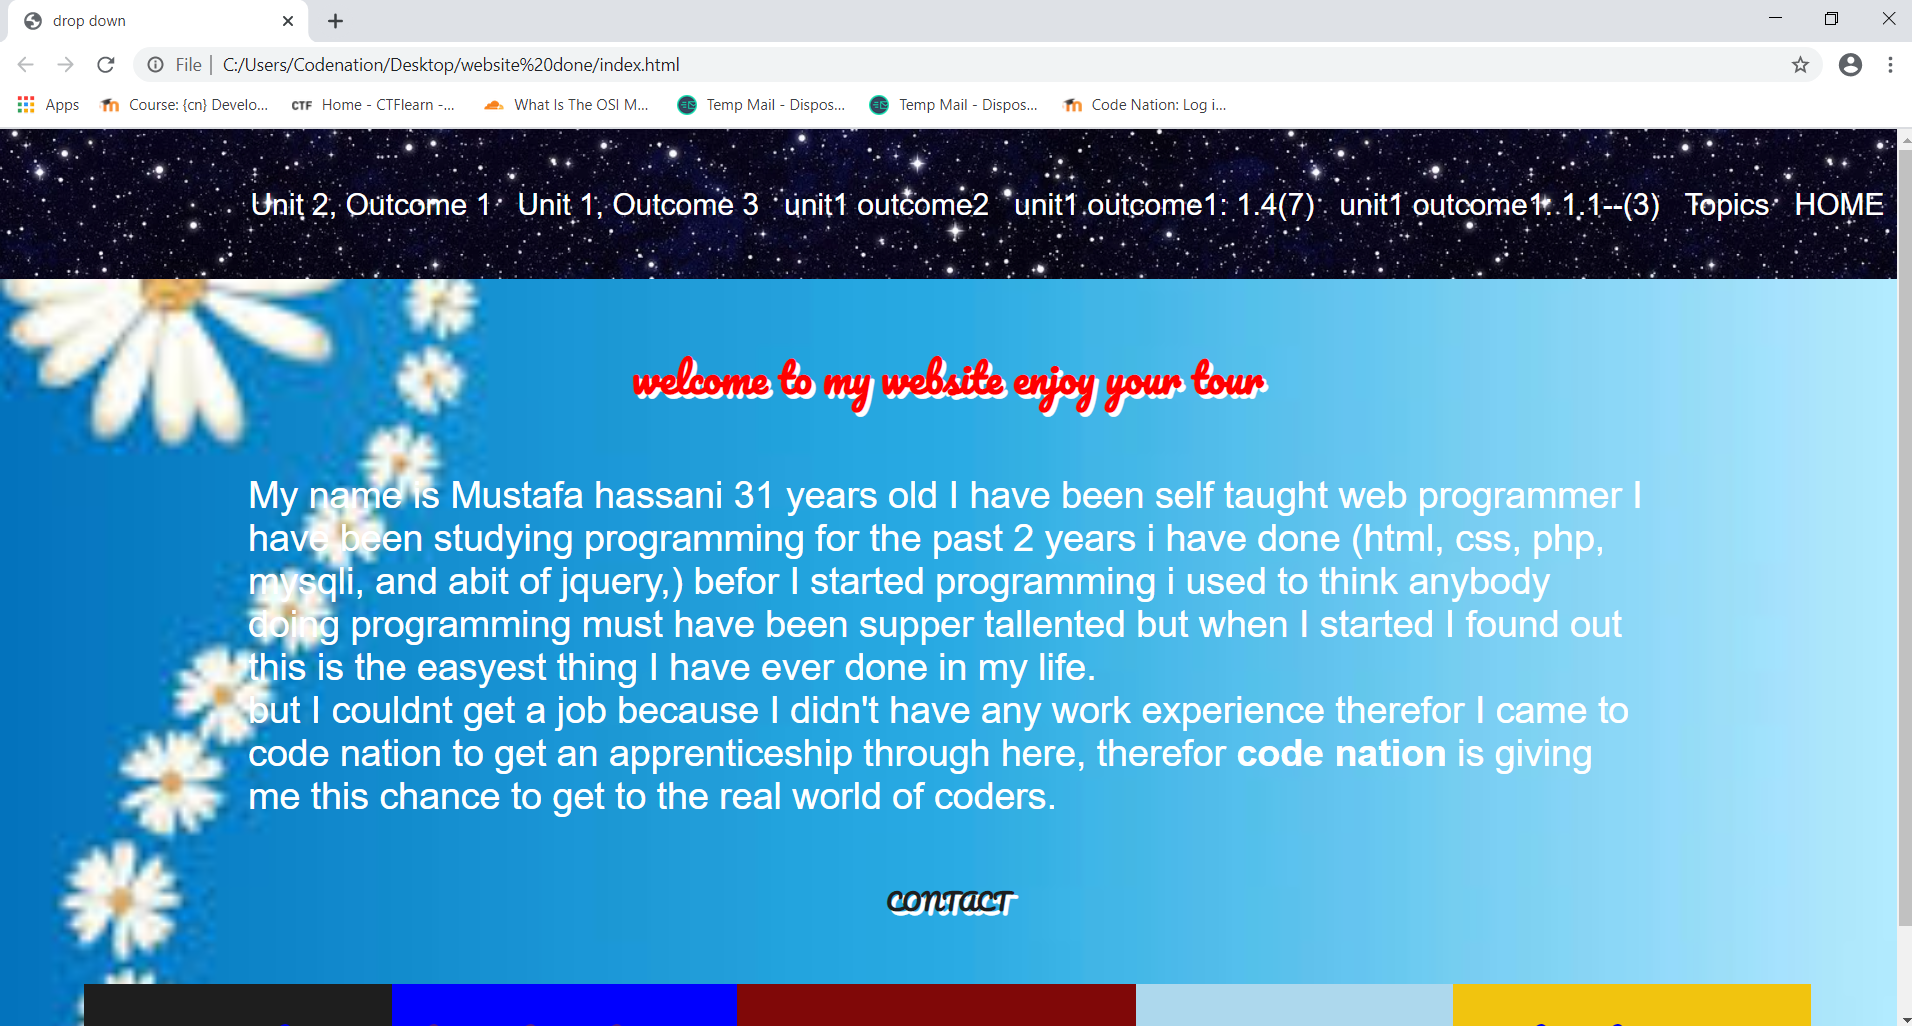 drop down
File | C:/Users/Codenation/Desktop/website%20done/index.html
Apps Course: {cn} Develo... CTF Home - CTFlearn -... What Is The OSI M... Temp Mail - Dispos... Temp Mail - Dispos... Code Nation: Log i...
Unit 2, Outcome 1 Unit 1, Outcome 3 unit1 outcome2 unit1 outcome1: 1.4(7) unit1 outcome1: 1.1--(3) Topics HOME
welcome to my website enjoy your tour
My name is Mustafa hassani 31 years old I have been self taught web programmer I
have been studying programming for the past 2 years i have done (html, css, php,
mysqli, and abit of jquery,) befor I started programming i used to think anybody
doing programming must have been supper tallented but when I started I found out
this is the easyest thing I have ever done in my life.
but I couldnt get a job because I didn't have any work experience therefor I came to
code nation to get an apprenticeship through here, therefor code nation is giving
me this chance to get to the real world of coders.
CONTACT